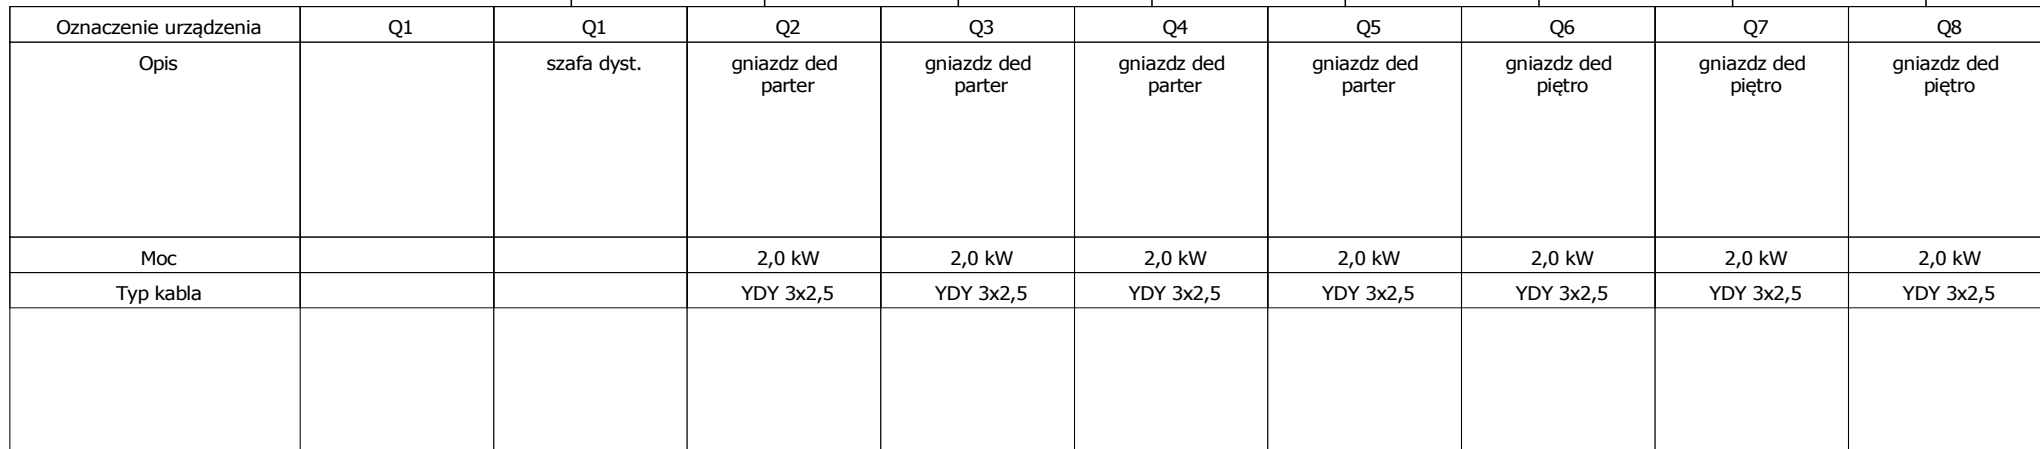 Oznaczenie urządzenia Q1 Q1 Q2 Q3 Q4 Q5 Q6 Q7 Q8
Opis szafa dyst. gniazdz ded gniazdz ded gniazdz ded gniazdz ded gniazdz ded gniazdz ded gniazdz ded
parter parter parter parter piętro piętro piętro
Moc 2,0 kW 2,0 kW 2,0 kW 2,0 kW 2,0 kW 2,0 kW 2,0 kW
Typ kabla YDY 3x2,5 YDY 3x2,5 YDY 3x2,5 YDY 3x2,5 YDY 3x2,5 YDY 3x2,5 YDY 3x2,5